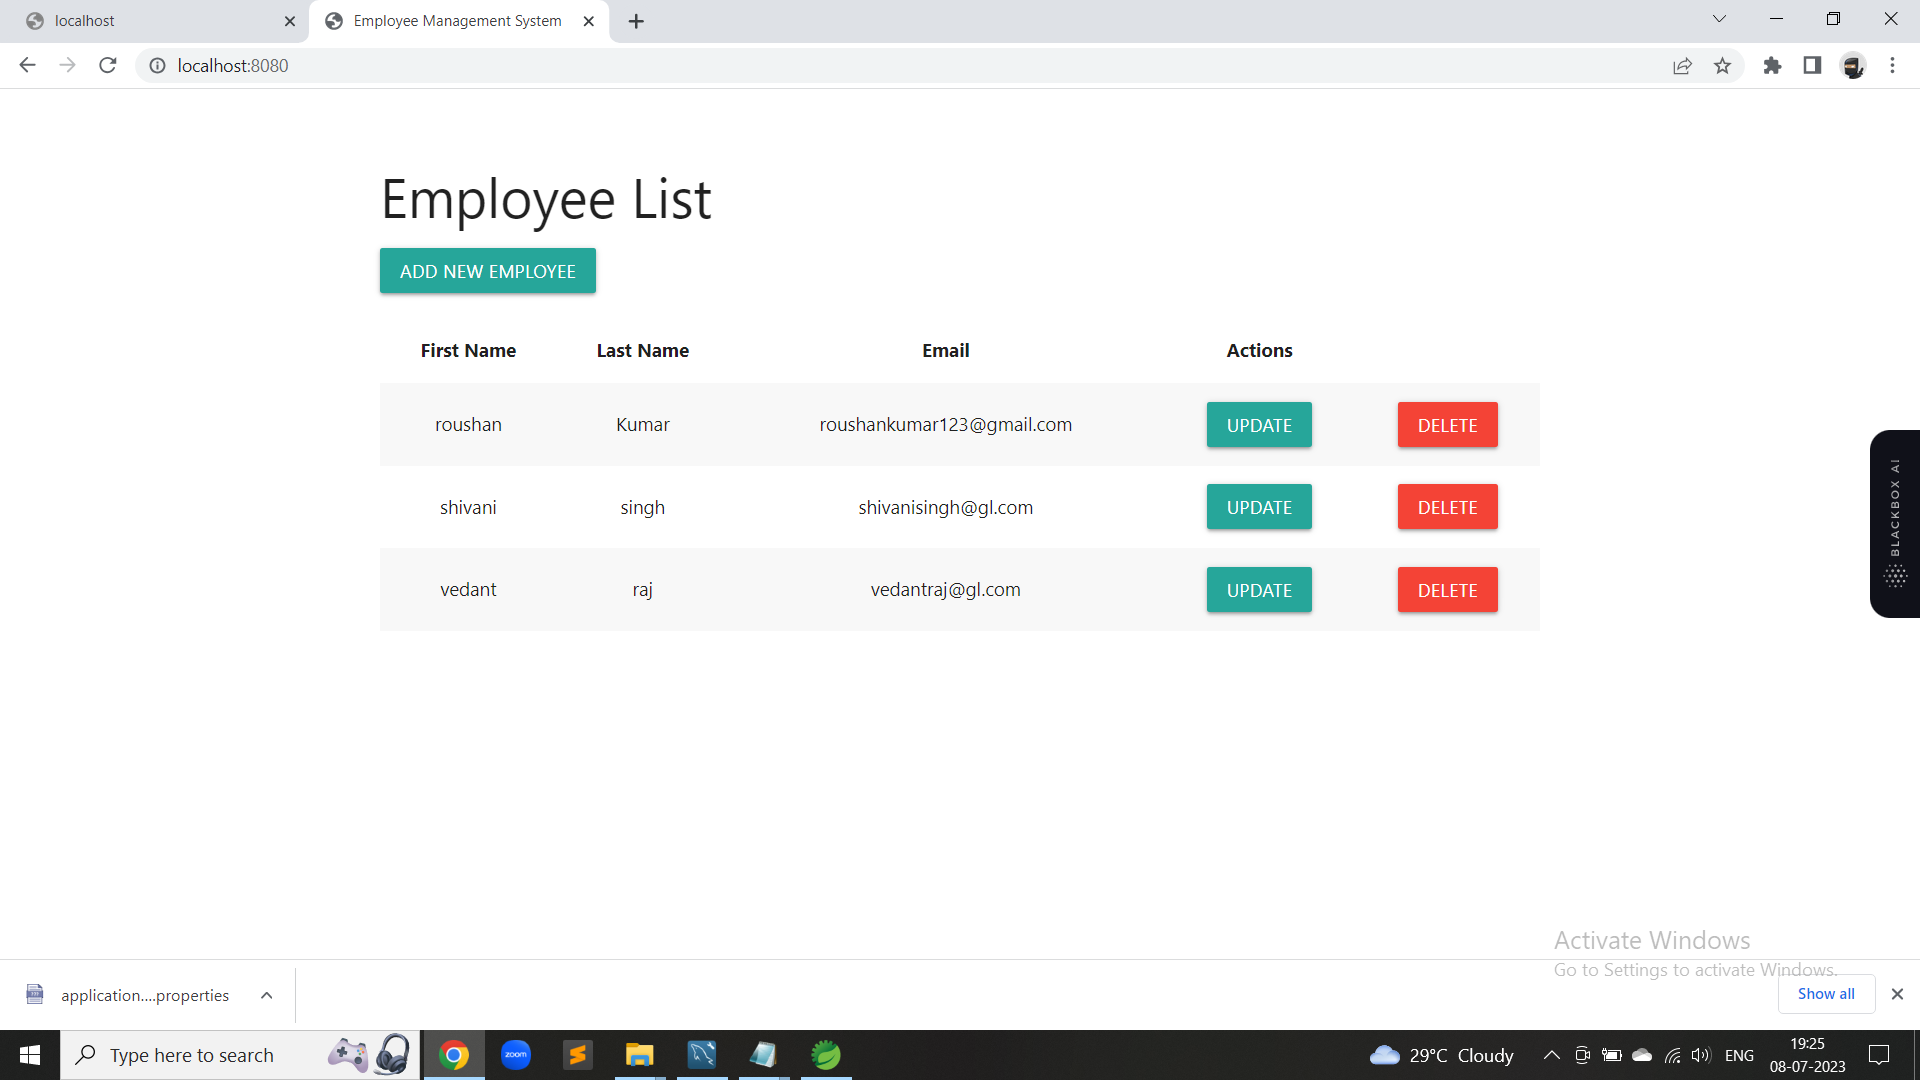 localhost
Employee Management System
localhost:8080
Employee List
ADD NEW EMPLOYEE
First Name Last Name Email Actions
roushan Kumar roushankumar123@gmail.com UPDATE DELETE
shivani singh shivanisingh@gl.com UPDATE DELETE
vedant raj vedantraj@gl.com UPDATE DELETE
BLACKBOX AI
Activate Windows
Go to Settings to activate Windows.
application....properties
Show all
Type here to search
zoom
29°C Cloudy
ENG
19:25
08-07-2023